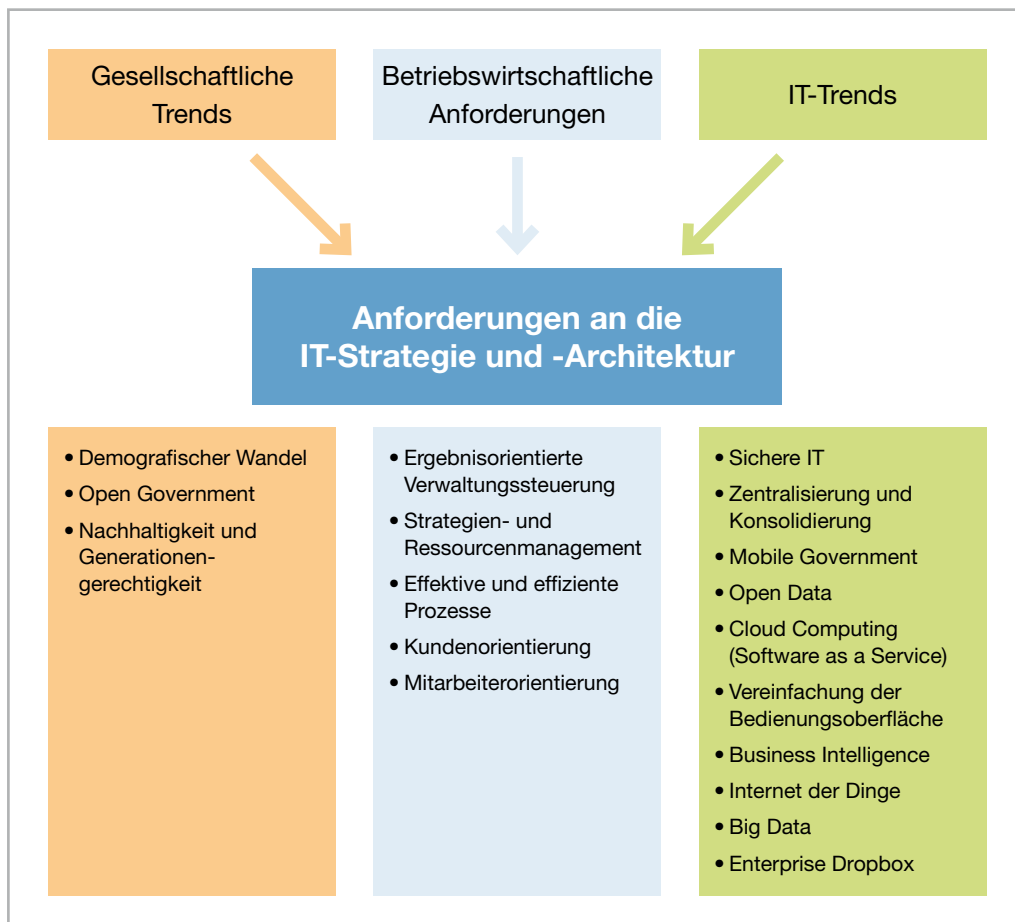 Gesellschaftliche
Trends
Betriebswirtschaftliche
Anforderungen
IT-Trends
Anforderungen an die
IT-Strategie und -Architektur
• Demografischer Wandel
• Open Government
• Nachhaltigkeit und
Generationen-
gerechtigkeit
• Ergebnisorientierte
Verwaltungssteuerung
• Strategien- und
Ressourcenmanagement
• Effektive und effiziente
Prozesse
• Kundenorientierung
• Mitarbeiterorientierung
• Sichere IT
• Zentralisierung und
Konsolidierung
• Mobile Government
• Open Data
• Cloud Computing
(Software as a Service)
• Vereinfachung der
Bedienungsoberfläche
• Business Intelligence
• Internet der Dinge
• Big Data
• Enterprise Dropbox